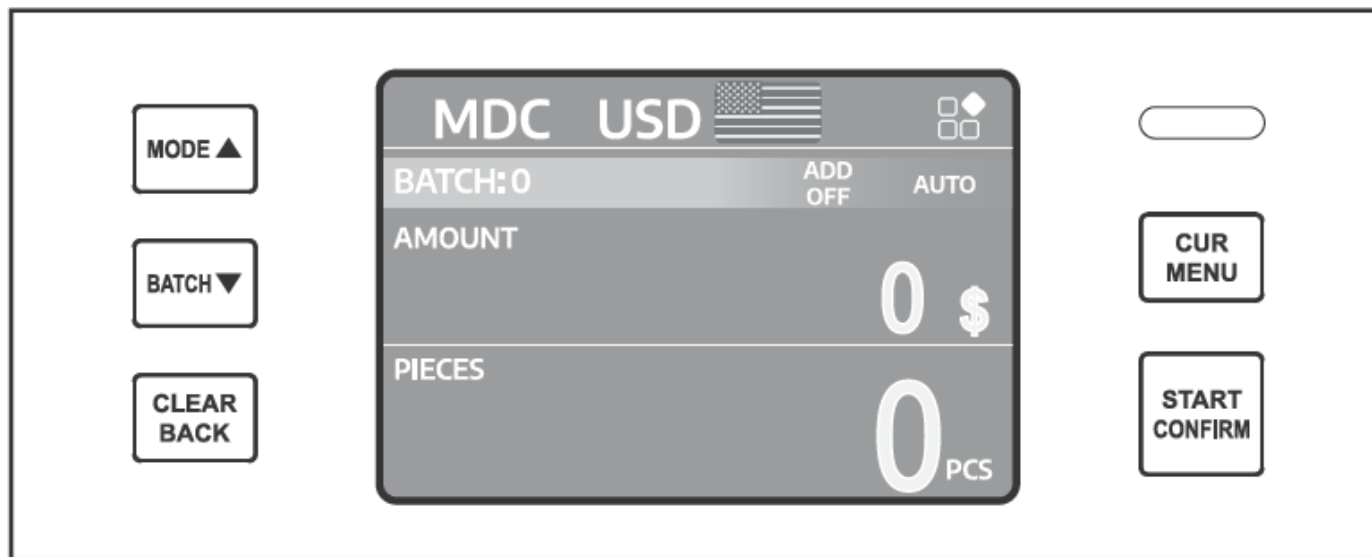 MODE ▲
BATCH ▼
CLEAR
BACK
MDC USD
BATCH: 0
ADD
OFF
AUTO
AMOUNT
0 $
PIECES
0 PCS
CUR
MENU
START
CONFIRM